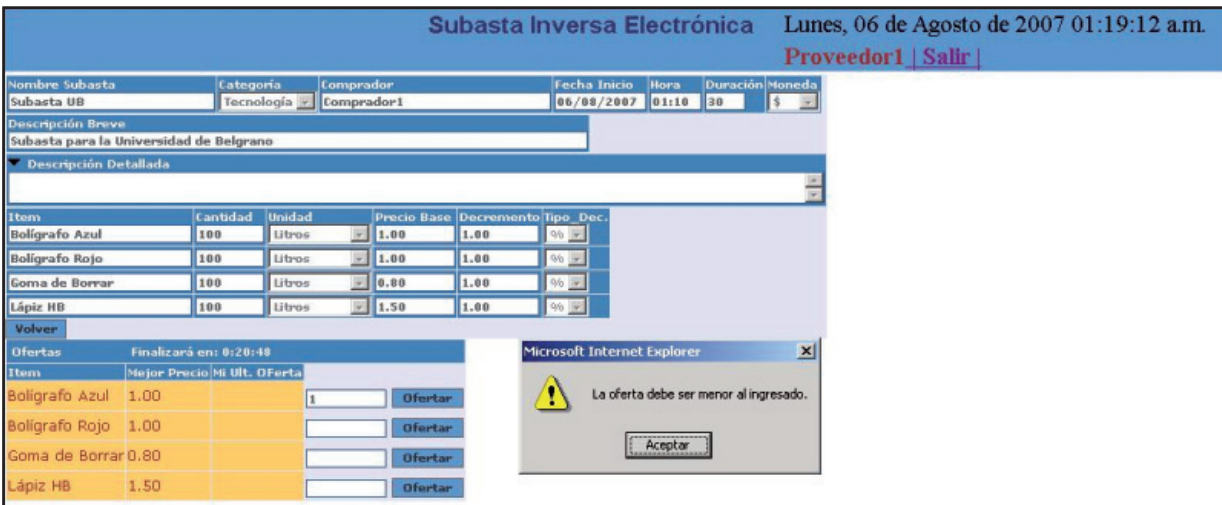 Subasta Inversa Electrónica Lunes, 06 de Agosto de 2007 01:19:12 a.m.
Proveedor1 | Salir |
Nombre Subasta Categoría Comprador Fecha Inicio Hora Duración Moneda
Subasta UB Tecnología Comprador1 06/08/2007 01:10 30 $
Descripción Breve
Subasta para la Universidad de Belgrano
Descripción Detallada
Item Cantidad Unidad Precio Base Decremento Tipo_Dec.
Bolígrafo Azul 100 Litros 1.00 1.00 %
Bolígrafo Rojo 100 Litros 1.00 1.00 %
Goma de Borrar 100 Litros 0.80 1.00 %
Lápiz HB 100 Litros 1.50 1.00 %
Volver
Ofertas Finalizará en: 0:20:48
Item Mejor Precio Mi Ult. OFerta
Bolígrafo Azul 1.00 1 Ofertar
Bolígrafo Rojo 1.00 Ofertar
Goma de Borrar 0.80 Ofertar
Lápiz HB 1.50 Ofertar
Microsoft Internet Explorer
La oferta debe ser menor al ingresado.
Aceptar